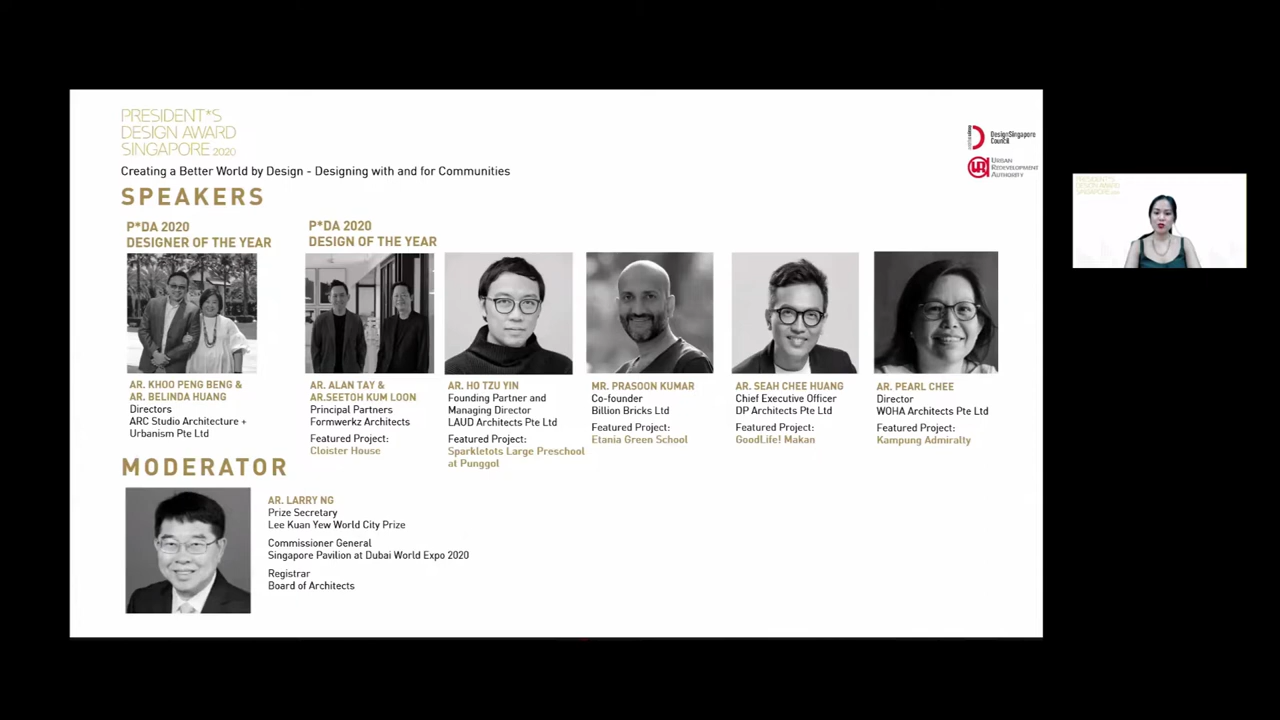 PRESIDENT*S
DESIGN AWARD
SINGAPORE 2020
DesignSingapore
Council
URBAN
REDEVELOPMENT
AUTHORITY
Creating a Better World by Design - Designing with and for Communities
SPEAKERS
P*DA 2020
DESIGNER OF THE YEAR
P*DA 2020
DESIGN OF THE YEAR
AR. KHOO PENG BENG &
AR. BELINDA HUANG
Directors
ARC Studio Architecture +
Urbanism Pte Ltd
AR. ALAN TAY &
AR.SEETOH KUM LOON
Principal Partners
Formwerkz Architects
Featured Project:
Cloister House
AR. HO TZU YIN
Founding Partner and
Managing Director
LAUD Architects Pte Ltd
Featured Project:
Sparkletots Large Preschool
at Punggol
MR. PRASOON KUMAR
Co-founder
Billion Bricks Ltd
Featured Project:
Etania Green School
AR. SEAH CHEE HUANG
Chief Executive Officer
DP Architects Pte Ltd
Featured Project:
GoodLife! Makan
AR. PEARL CHEE
Director
WOHA Architects Pte Ltd
Featured Project:
Kampung Admiralty
MODERATOR
AR. LARRY NG
Prize Secretary
Lee Kuan Yew World City Prize
Commissioner General
Singapore Pavilion at Dubai World Expo 2020
Registrar
Board of Architects
PRESIDENT*S
DESIGN AWARD
SINGAPORE 2020